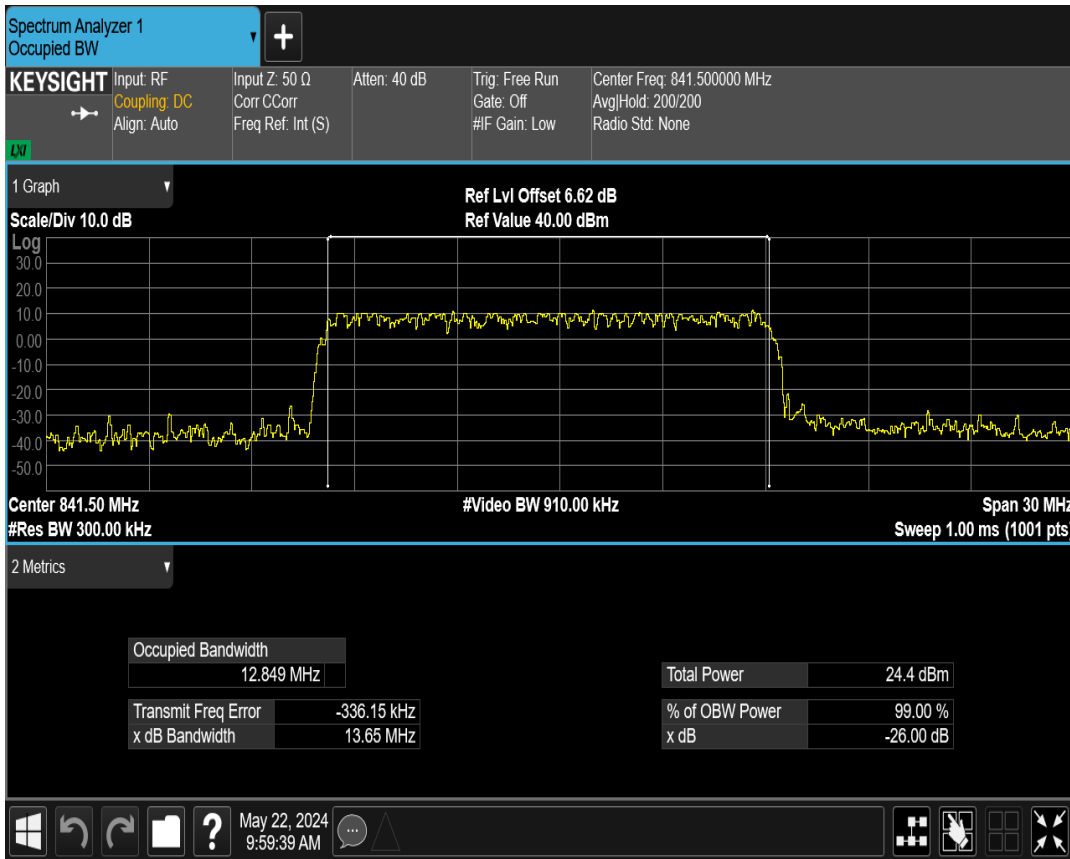 Spectrum Analyzer 1
Occupied BW
KEYSIGHT
LXI
Input: RF
Coupling: DC
Align: Auto
Input Z: 50 Ω
Corr CCorr
Freq Ref: Int (S)
Atten: 40 dB
Trig: Free Run
Gate: Off
#IF Gain: Low
Center Freq: 841.500000 MHz
Avg|Hold: 200/200
Radio Std: None
1 Graph
Scale/Div 10.0 dB
Ref Lvl Offset 6.62 dB
Ref Value 40.00 dBm
Log
30.0
20.0
10.0
0.00
-10.0
-20.0
-30.0
-40.0
-50.0
Center 841.50 MHz
#Video BW 910.00 kHz
Span 30 MHz
#Res BW 300.00 kHz
Sweep 1.00 ms (1001 pts)
2 Metrics
Occupied Bandwidth
12.849 MHz
Total Power 24.4 dBm
Transmit Freq Error -336.15 kHz
% of OBW Power 99.00 %
x dB Bandwidth 13.65 MHz
x dB -26.00 dB
?
May 22, 2024
9:59:39 AM